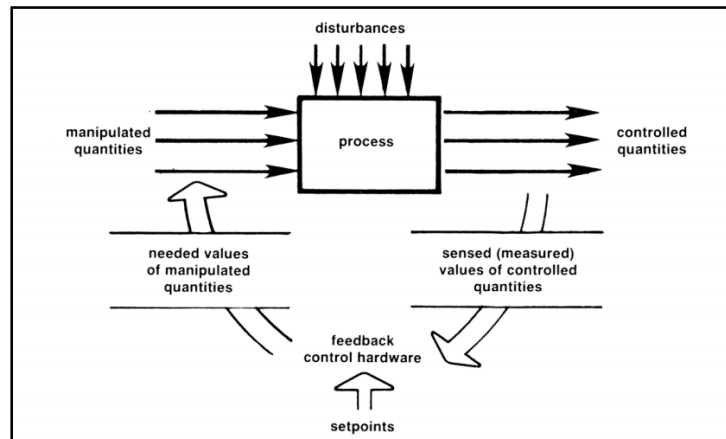 disturbances
manipulated
quantities
process
controlled
quantities
needed values
of manipulated
quantities
sensed (measured)
values of controlled
quantities
feedback
control hardware
setpoints